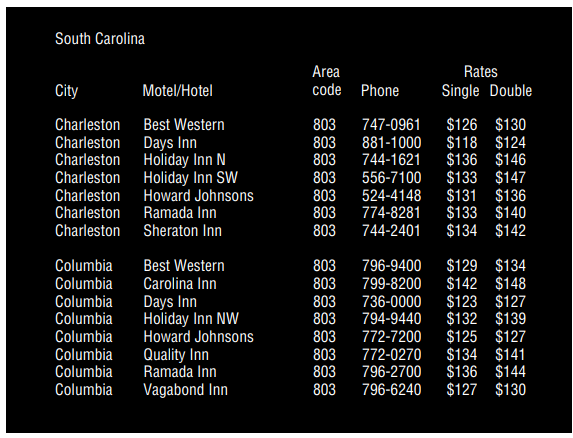 South Carolina
Area Rates
City Motel/Hotel code Phone Single Double
Charleston Best Western 803 747-0961 $126 $130
Charleston Days Inn 803 881-1000 $118 $124
Charleston Holiday Inn N 803 744-1621 $136 $146
Charleston Holiday Inn SW 803 556-7100 $133 $147
Charleston Howard Johnsons 803 524-4148 $131 $136
Charleston Ramada Inn 803 774-8281 $133 $140
Charleston Sheraton Inn 803 744-2401 $134 $142
Columbia Best Western 803 796-9400 $129 $134
Columbia Carolina Inn 803 799-8200 $142 $148
Columbia Days Inn 803 736-0000 $123 $127
Columbia Holiday Inn NW 803 794-9440 $132 $139
Columbia Howard Johnsons 803 772-7200 $125 $127
Columbia Quality Inn 803 772-0270 $134 $141
Columbia Ramada Inn 803 796-2700 $136 $144
Columbia Vagabond Inn 803 796-6240 $127 $130